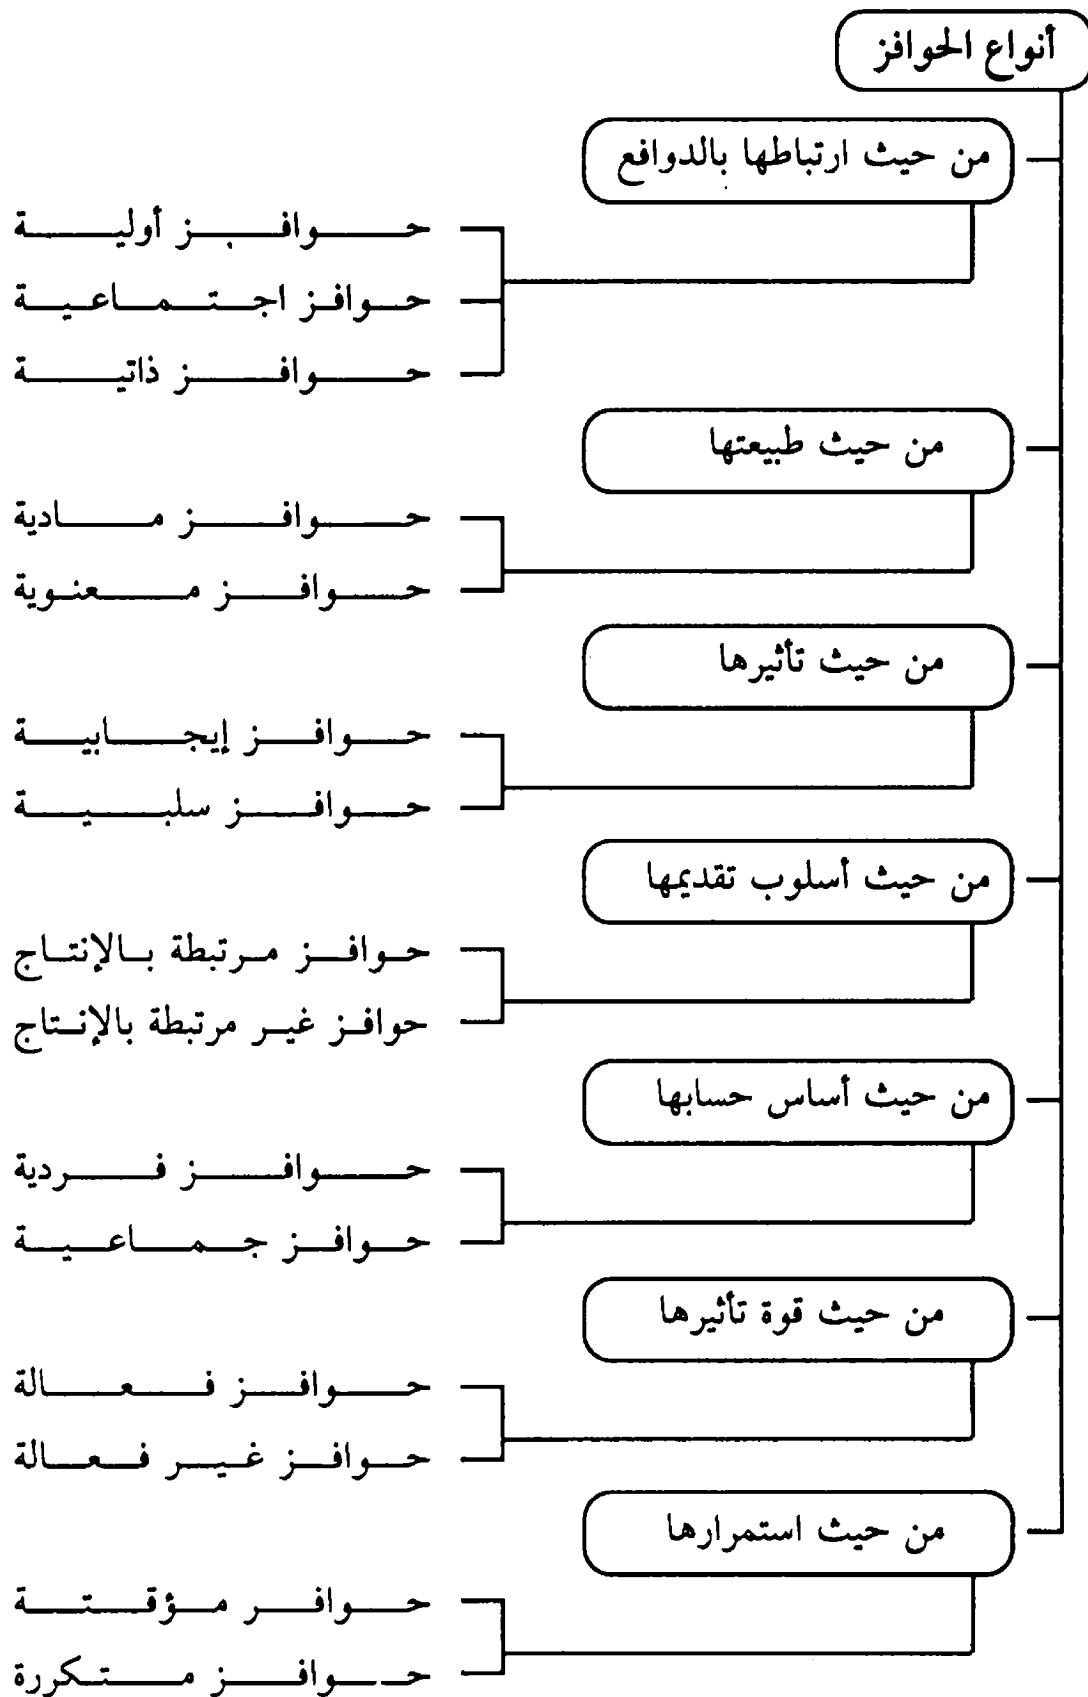 أنواع الحوافز
من حيث ارتباطها بالدوافع
حوافز أولية
حوافز اجتماعية
حوافز ذاتية
من حيث طبيعتها
حوافز مادية
حوافز معنوية
من حيث تأثيرها
حوافز إيجابية
حوافز سلبية
من حيث أسلوب تقديمها
حوافز مرتبطة بالإنتاج
حوافز غير مرتبطة بالإنتاج
من حيث أساس حسابها
حوافز فردية
حوافز جماعية
من حيث قوة تأثيرها
حوافز فعالة
حوافز غير فعالة
من حيث استمرارها
حوافر مؤقتة
حوافز متكررة